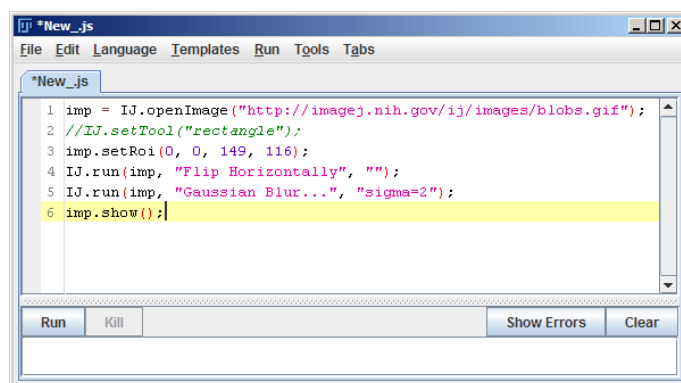 *New_.js
File Edit Language Templates Run Tools Tabs
*New_.js
1 imp = IJ.openImage("http://imagej.nih.gov/ij/images/blobs.gif");
2 //IJ.setTool("rectangle");
3 imp.setRoi(0, 0, 149, 116);
4 IJ.run(imp, "Flip Horizontally", "");
5 IJ.run(imp, "Gaussian Blur...", "sigma=2");
6 imp.show();
Run Kill Show Errors Clear